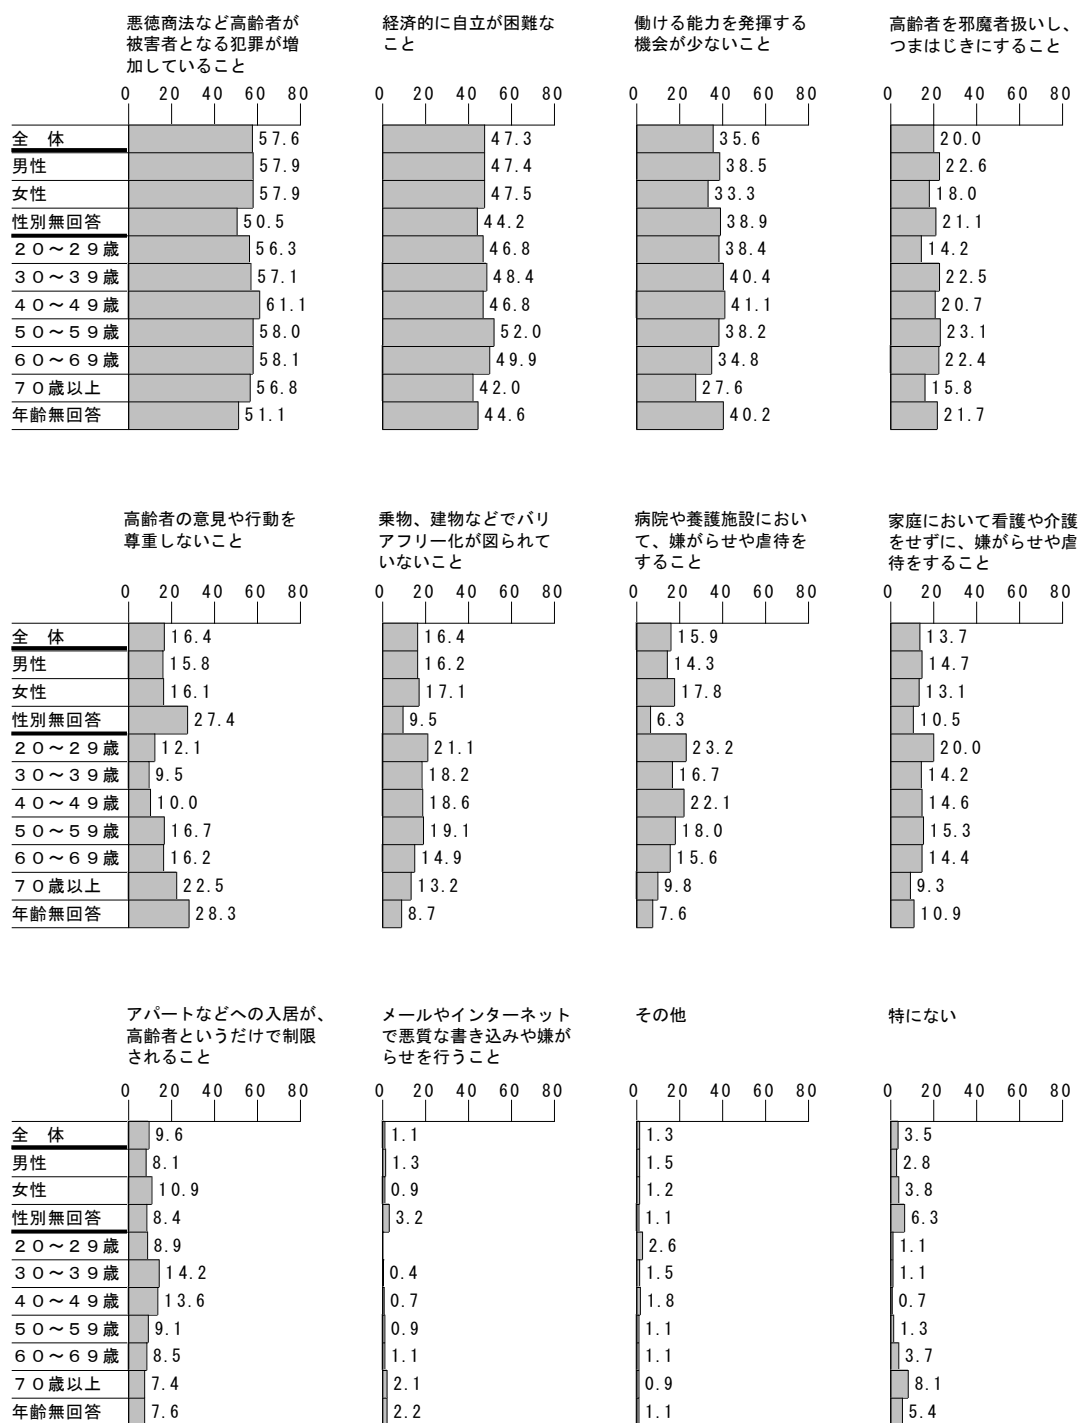 悪徳商法など高齢者が
被害者となる犯罪が増
加していること
経済的に自立が困難な
こと
働ける能力を発揮する
機会が少ないこと
高齢者を邪魔者扱いし、
つまはじきにすること
0 20 40 60 80 0 20 40 60 80 0 20 40 60 80 0 20 40 60 80
全 体 57.6 47.3 35.6 20.0
男性 57.9 47.4 38.5 22.6
女性 57.9 47.5 33.3 18.0
性別無回答 50.5 44.2 38.9 21.1
20～29歳 56.3 46.8 38.4 14.2
30～39歳 57.1 48.4 40.4 22.5
40～49歳 61.1 46.8 41.1 20.7
50～59歳 58.0 52.0 38.2 23.1
60～69歳 58.1 49.9 34.8 22.4
70歳以上 56.8 42.0 27.6 15.8
年齢無回答 51.1 44.6 40.2 21.7
高齢者の意見や行動を
尊重しないこと
乗物、建物などでバリ
アフリー化が図られて
いないこと
病院や養護施設におい
て、嫌がらせや虐待を
すること
家庭において看護や介護
をせずに、嫌がらせや虐
待をすること
0 20 40 60 80 0 20 40 60 80 0 20 40 60 80 0 20 40 60 80
全 体 16.4 16.4 15.9 13.7
男性 15.8 16.2 14.3 14.7
女性 16.1 17.1 17.8 13.1
性別無回答 27.4 9.5 6.3 10.5
20～29歳 12.1 21.1 23.2 20.0
30～39歳 9.5 18.2 16.7 14.2
40～49歳 10.0 18.6 22.1 14.6
50～59歳 16.7 19.1 18.0 15.3
60～69歳 16.2 14.9 15.6 14.4
70歳以上 22.5 13.2 9.8 9.3
年齢無回答 28.3 8.7 7.6 10.9
アパートなどへの入居が、
高齢者というだけで制限
されること
メールやインターネット
で悪質な書き込みや嫌が
らせを行うこと
その他
特にない
0 20 40 60 80 0 20 40 60 80 0 20 40 60 80 0 20 40 60 80
全 体 9.6 1.1 1.3 3.5
男性 8.1 1.3 1.5 2.8
女性 10.9 0.9 1.2 3.8
性別無回答 8.4 3.2 1.1 6.3
20～29歳 8.9 2.6 1.1
30～39歳 14.2 0.4 1.5 1.1
40～49歳 13.6 0.7 1.8 0.7
50～59歳 9.1 0.9 1.1 1.3
60～69歳 8.5 1.1 1.1 3.7
70歳以上 7.4 2.1 0.9 8.1
年齢無回答 7.6 2.2 1.1 5.4